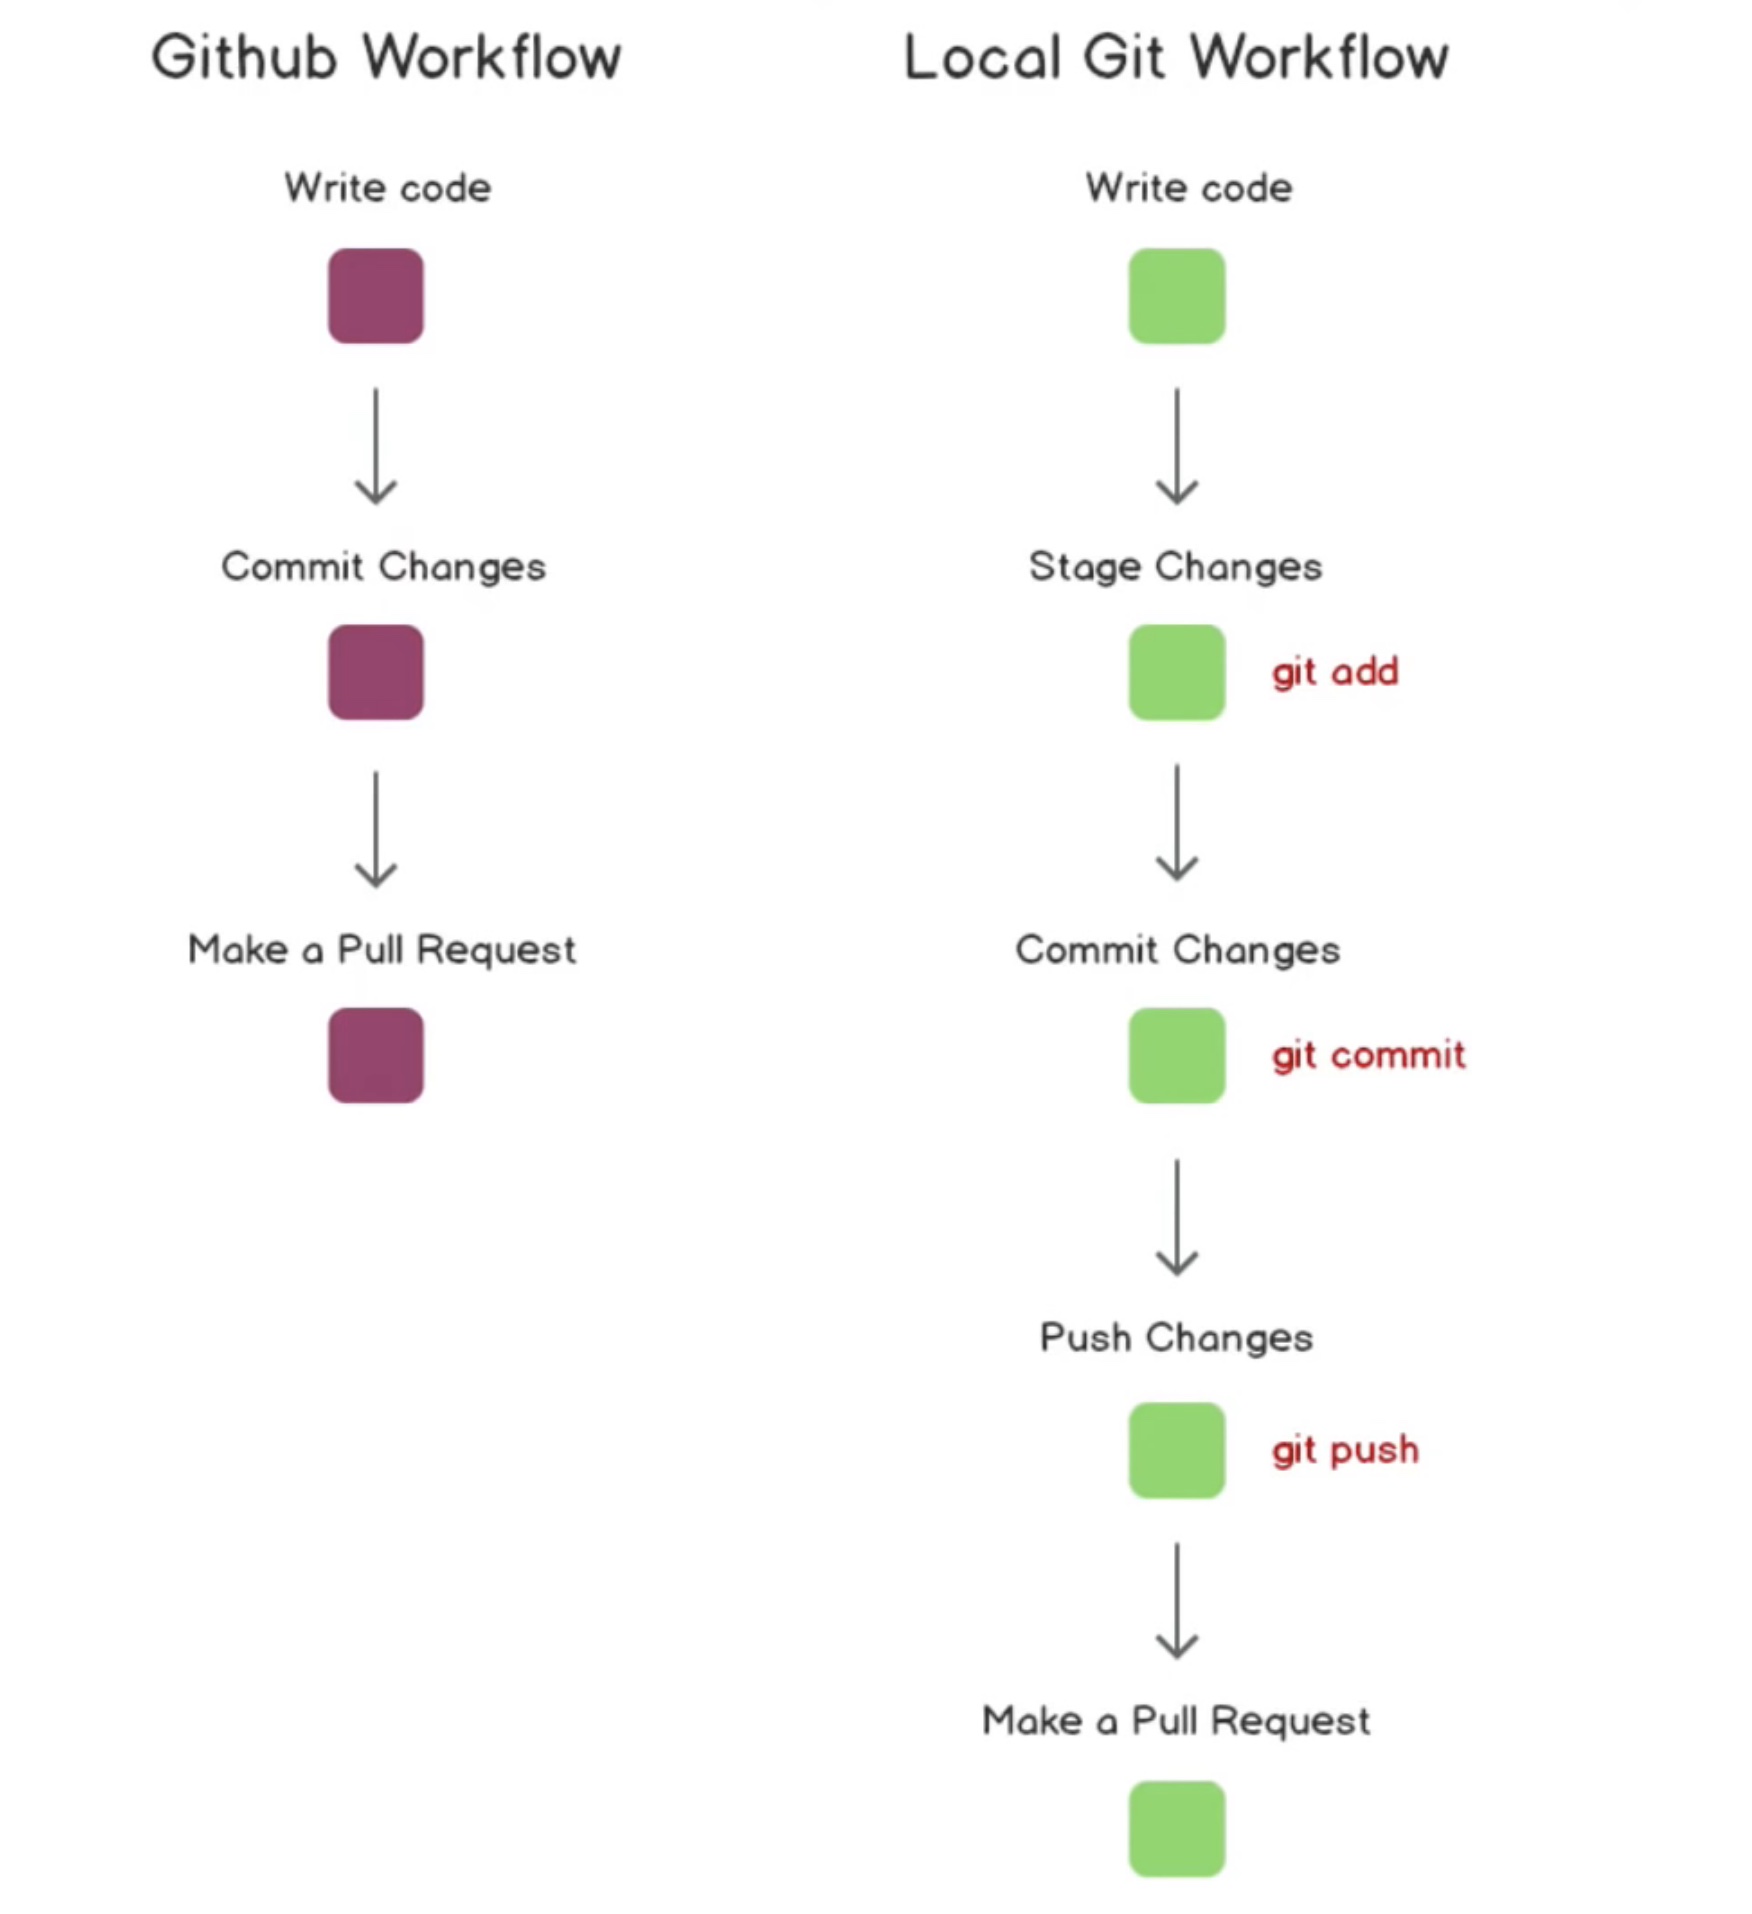 Github Workflow
Write code
Commit Changes
Make a Pull Request
Local Git Workflow
Write code
Stage Changes
git add
Commit Changes
git commit
Push Changes
git push
Make a Pull Request